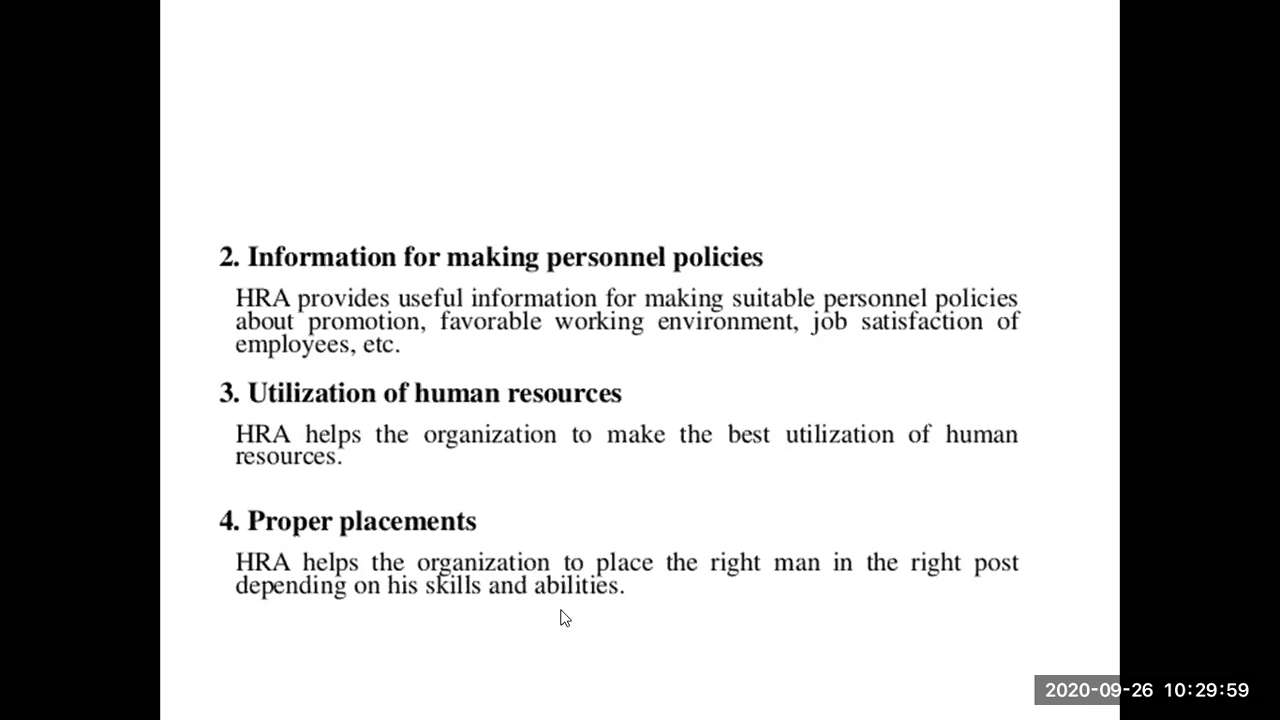 2. Information for making personnel policies
HRA provides useful information for making suitable personnel policies
about promotion, favorable working environment, job satisfaction of
employees, etc.
3. Utilization of human resources
HRA helps the organization to make the best utilization of human
resources.
4. Proper placements
HRA helps the organization to place the right man in the right post
depending on his skills and abilities.
2020-09-26 10:29:59